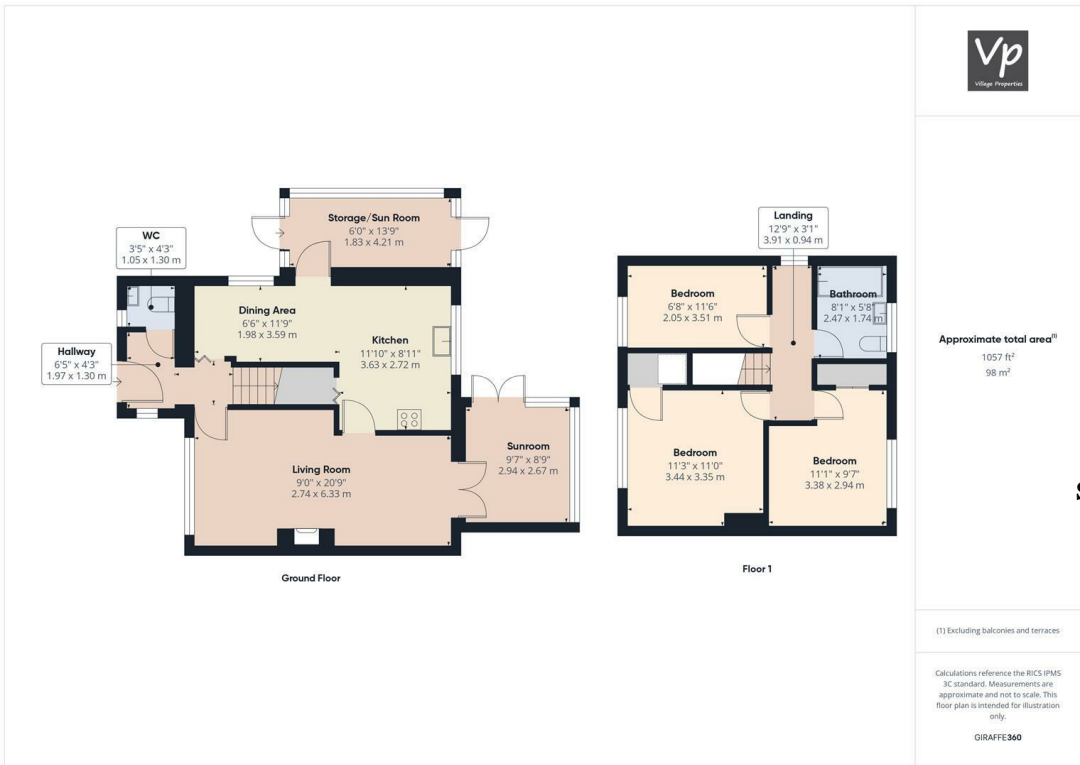 Vp
Village Properties
Storage/Sun Room
6'0" x 13'9"
1.83 x 4.21 m
WC
3'5" x 4'3"
1.05 x 1.30 m
Dining Area
6'6" x 11'9"
1.98 x 3.59 m
Kitchen
11'10" x 8'11"
3.63 x 2.72 m
Hallway
6'5" x 4'3"
1.97 x 1.30 m
Living Room
9'0" x 20'9"
2.74 x 6.33 m
Sunroom
9'7" x 8'9"
2.94 x 2.67 m
Ground Floor
Landing
12'9" x 3'1"
3.91 x 0.94 m
Bedroom
6'8" x 11'6"
2.05 x 3.51 m
Bathroom
8'1" x 5'8"
2.47 x 1.74 m
Bedroom
11'3" x 11'0"
3.44 x 3.35 m
Bedroom
11'1" x 9'7"
3.38 x 2.94 m
Floor 1
Approximate total area⁽¹⁾
1057 ft²
98 m²
(1) Excluding balconies and terraces
Calculations reference the RICS IPMS
3C standard. Measurements are
approximate and not to scale. This
floor plan is intended for illustration
only.
GIRAFFE360